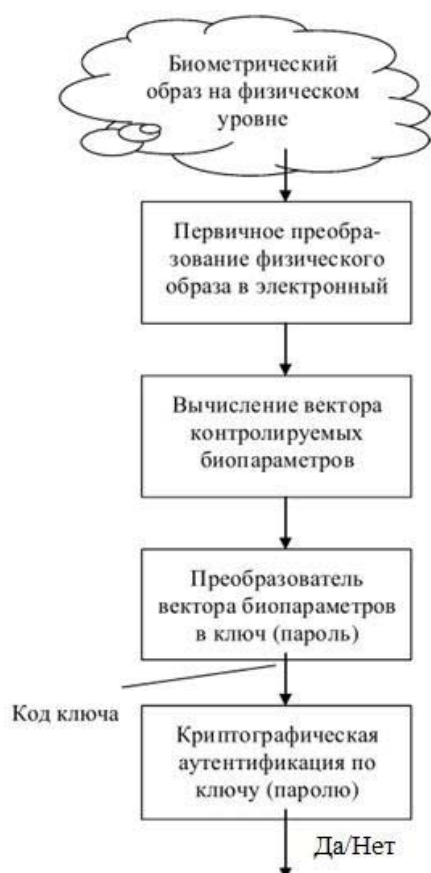 Биометрический
образ на физическом
уровне
Первичное преобра-
зование физического
образа в электронный
Вычисление вектора
контролируемых
биопараметров
Преобразователь
вектора биопараметров
в ключ (пароль)
Код ключа
Криптографическая
аутентификация по
ключу (паролю)
Да/Нет